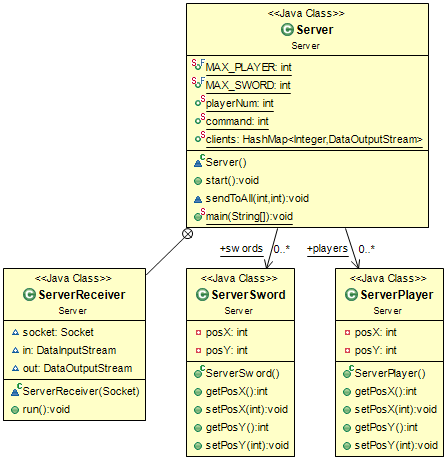 <<Java Class>>
Server
Server
MAX_PLAYER: int
MAX_SWORD: int
playerNum: int
command: int
clients: HashMap<Integer,DataOutputStream>
Server()
start():void
sendToAll(int,int):void
main(String[]):void
+swords
0..*
+players
0..*
<<Java Class>>
ServerReceiver
Server
socket: Socket
in: DataInputStream
out: DataOutputStream
ServerReceiver(Socket)
run():void
<<Java Class>>
ServerSword
Server
posX: int
posY: int
ServerSword()
getPosX():int
setPosX(int):void
getPosY():int
setPosY(int):void
<<Java Class>>
ServerPlayer
Server
posX: int
posY: int
ServerPlayer()
getPosX():int
setPosX(int):void
getPosY():int
setPosY(int):void